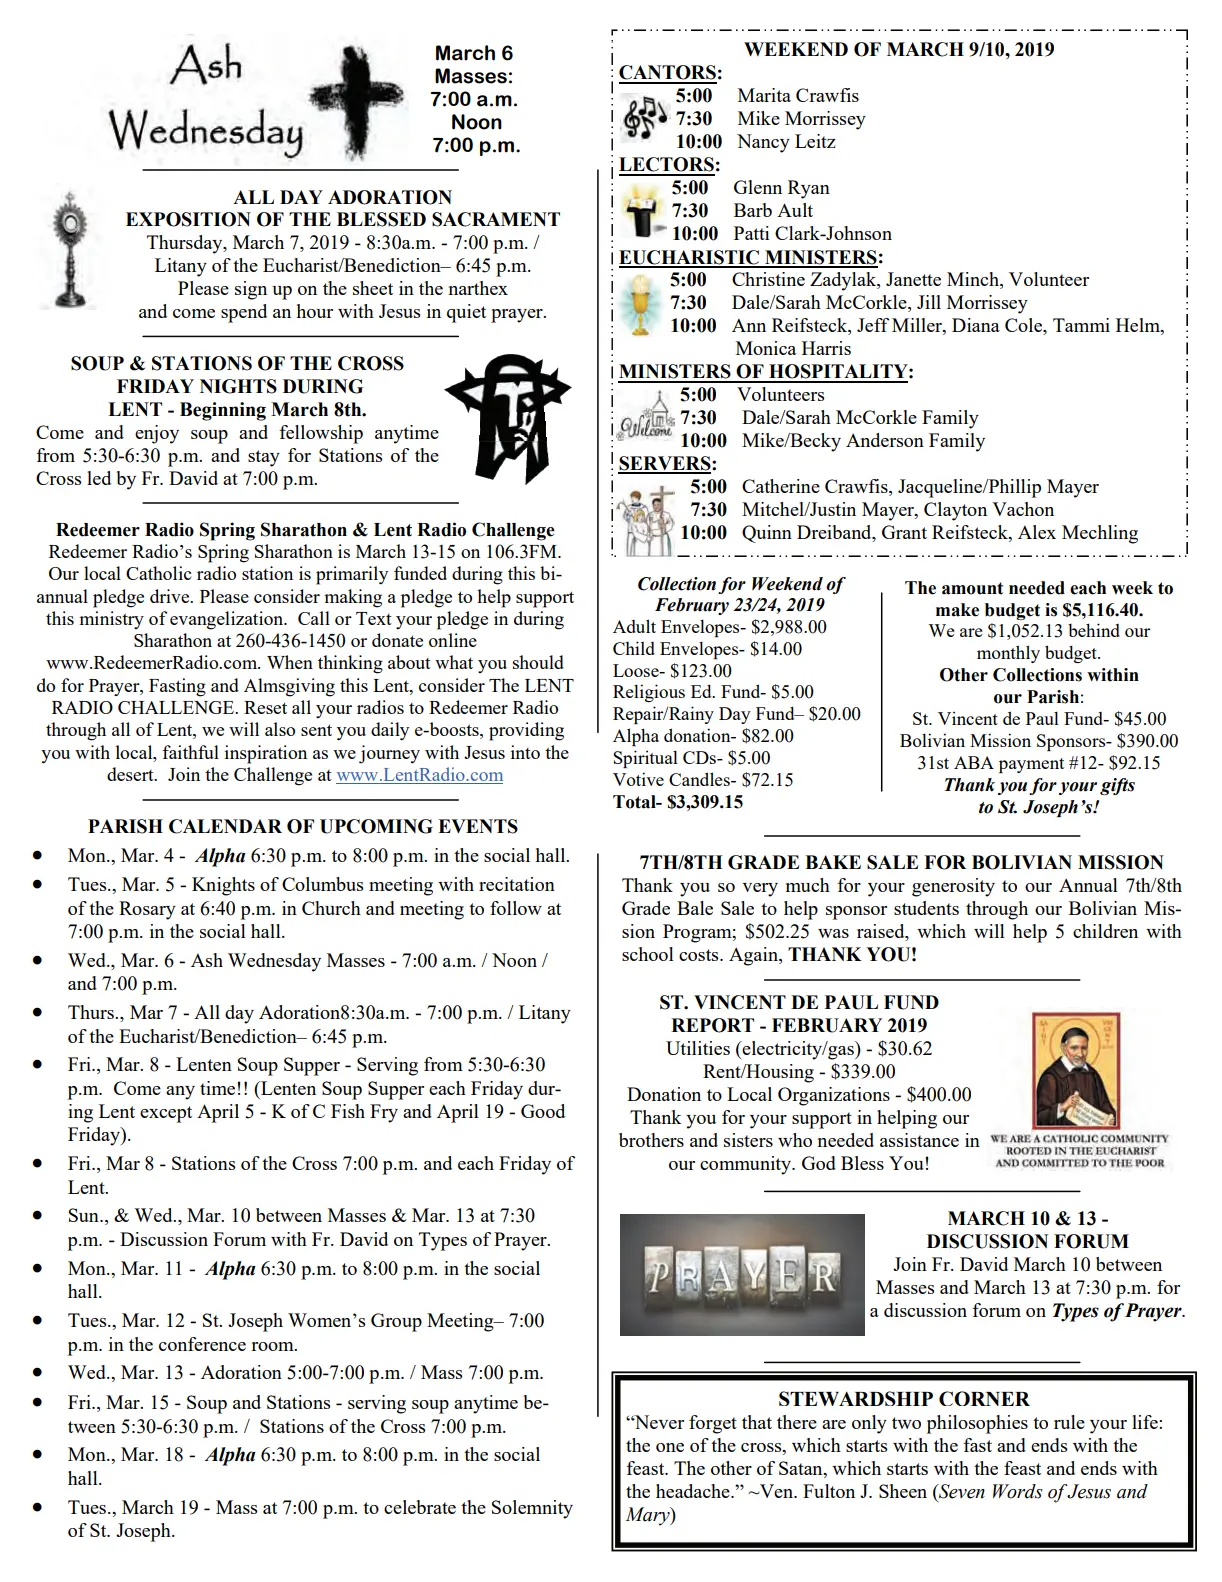 Ash
Wednesday
March 6
Masses:
7:00 a.m.
Noon
7:00 p.m.
ALL DAY ADORATION
EXPOSITION OF THE BLESSED SACRAMENT
Thursday, March 7, 2019 - 8:30a.m. - 7:00 p.m. /
Litany of the Eucharist/Benediction– 6:45 p.m.
Please sign up on the sheet in the narthex
and come spend an hour with Jesus in quiet prayer.
SOUP & STATIONS OF THE CROSS
FRIDAY NIGHTS DURING
LENT - Beginning March 8th.
Come and enjoy soup and fellowship anytime
from 5:30-6:30 p.m. and stay for Stations of the
Cross led by Fr. David at 7:00 p.m.
Redeemer Radio Spring Sharathon & Lent Radio Challenge
Redeemer Radio’s Spring Sharathon is March 13-15 on 106.3FM.
Our local Catholic radio station is primarily funded during this bi-
annual pledge drive. Please consider making a pledge to help support
this ministry of evangelization.  Call or Text your pledge in during
Sharathon at 260-436-1450 or donate online
www.RedeemerRadio.com. When thinking about what you should
do for Prayer, Fasting and Almsgiving this Lent, consider The LENT
RADIO CHALLENGE. Reset all your radios to Redeemer Radio
through all of Lent, we will also sent you daily e-boosts, providing
you with local, faithful inspiration as we journey with Jesus into the
desert.  Join the Challenge at www.LentRadio.com
PARISH CALENDAR OF UPCOMING EVENTS
● Mon., Mar. 4 -  Alpha 6:30 p.m. to 8:00 p.m. in the social hall.
● Tues., Mar. 5 - Knights of Columbus meeting with recitation
of the Rosary at 6:40 p.m. in Church and meeting to follow at
7:00 p.m. in the social hall.
● Wed., Mar. 6 - Ash Wednesday Masses - 7:00 a.m. / Noon /
and 7:00 p.m.
● Thurs., Mar 7 - All day Adoration8:30a.m. - 7:00 p.m. / Litany
of the Eucharist/Benediction– 6:45 p.m.
● Fri., Mar. 8 - Lenten Soup Supper - Serving from 5:30-6:30
p.m.  Come any time!! (Lenten Soup Supper each Friday dur-
ing Lent except April 5 - K of C Fish Fry and April 19 - Good
Friday).
● Fri., Mar 8 - Stations of the Cross 7:00 p.m. and each Friday of
Lent.
● Sun., & Wed., Mar. 10 between Masses & Mar. 13 at 7:30
p.m. - Discussion Forum with Fr. David on Types of Prayer.
● Mon., Mar. 11 -  Alpha 6:30 p.m. to 8:00 p.m. in the social
hall.
● Tues., Mar. 12 - St. Joseph Women’s Group Meeting– 7:00
p.m. in the conference room.
● Wed., Mar. 13 - Adoration 5:00-7:00 p.m. / Mass 7:00 p.m.
● Fri., Mar. 15 - Soup and Stations - serving soup anytime be-
tween 5:30-6:30 p.m. /  Stations of the Cross 7:00 p.m.
● Mon., Mar. 18 -  Alpha 6:30 p.m. to 8:00 p.m. in the social
hall.
● Tues., March 19 - Mass at 7:00 p.m. to celebrate the Solemnity
of St. Joseph.
WEEKEND OF MARCH 9/10, 2019
CANTORS:
5:00 Marita Crawfis
7:30 Mike Morrissey
10:00 Nancy Leitz
LECTORS:
5:00 Glenn Ryan
7:30 Barb Ault
10:00 Patti Clark-Johnson
EUCHARISTIC MINISTERS:
5:00 Christine Zadylak, Janette Minch, Volunteer
7:30 Dale/Sarah McCorkle, Jill Morrissey
10:00 Ann Reifsteck, Jeff Miller, Diana Cole, Tammi Helm,
Monica Harris
MINISTERS OF HOSPITALITY:
Welcome
5:00 Volunteers
7:30 Dale/Sarah McCorkle Family
10:00 Mike/Becky Anderson Family
SERVERS:
5:00 Catherine Crawfis, Jacqueline/Phillip Mayer
7:30 Mitchel/Justin Mayer, Clayton Vachon
10:00 Quinn Dreiband, Grant Reifsteck, Alex Mechling
Collection for Weekend of
February 23/24, 2019
Adult Envelopes- $2,988.00
Child Envelopes- $14.00
Loose- $123.00
Religious Ed. Fund- $5.00
Repair/Rainy Day Fund– $20.00
Alpha donation- $82.00
Spiritual CDs- $5.00
Votive Candles- $72.15
Total- $3,309.15
The amount needed each week to
make budget is $5,116.40.
We are $1,052.13 behind our
monthly budget.
Other Collections within
our Parish:
St. Vincent de Paul Fund- $45.00
Bolivian Mission Sponsors- $390.00
31st ABA payment #12- $92.15
Thank you for your gifts
to St. Joseph’s!
7TH/8TH GRADE BAKE SALE FOR BOLIVIAN MISSION
Thank you so very much for your generosity to our Annual 7th/8th
Grade Bale Sale to help sponsor students through our Bolivian Mis-
sion Program; $502.25 was raised, which will help 5 children with
school costs. Again, THANK YOU!
ST. VINCENT DE PAUL FUND
REPORT - FEBRUARY 2019
Utilities (electricity/gas) - $30.62
Rent/Housing - $339.00
Donation to Local Organizations - $400.00
Thank you for your support in helping our
brothers and sisters who needed assistance in
our community. God Bless You!
WE ARE A CATHOLIC COMMUNITY
ROOTED IN THE EUCHARIST
AND COMMITTED TO THE POOR
PRAYER
MARCH 10 & 13 -
DISCUSSION FORUM
Join Fr. David March 10 between
Masses and March 13 at 7:30 p.m. for
a discussion forum on Types of Prayer.
STEWARDSHIP CORNER
“Never forget that there are only two philosophies to rule your life:
the one of the cross, which starts with the fast and ends with the
feast. The other of Satan, which starts with the feast and ends with
the headache.” ~Ven. Fulton J. Sheen (Seven Words of Jesus and
Mary)